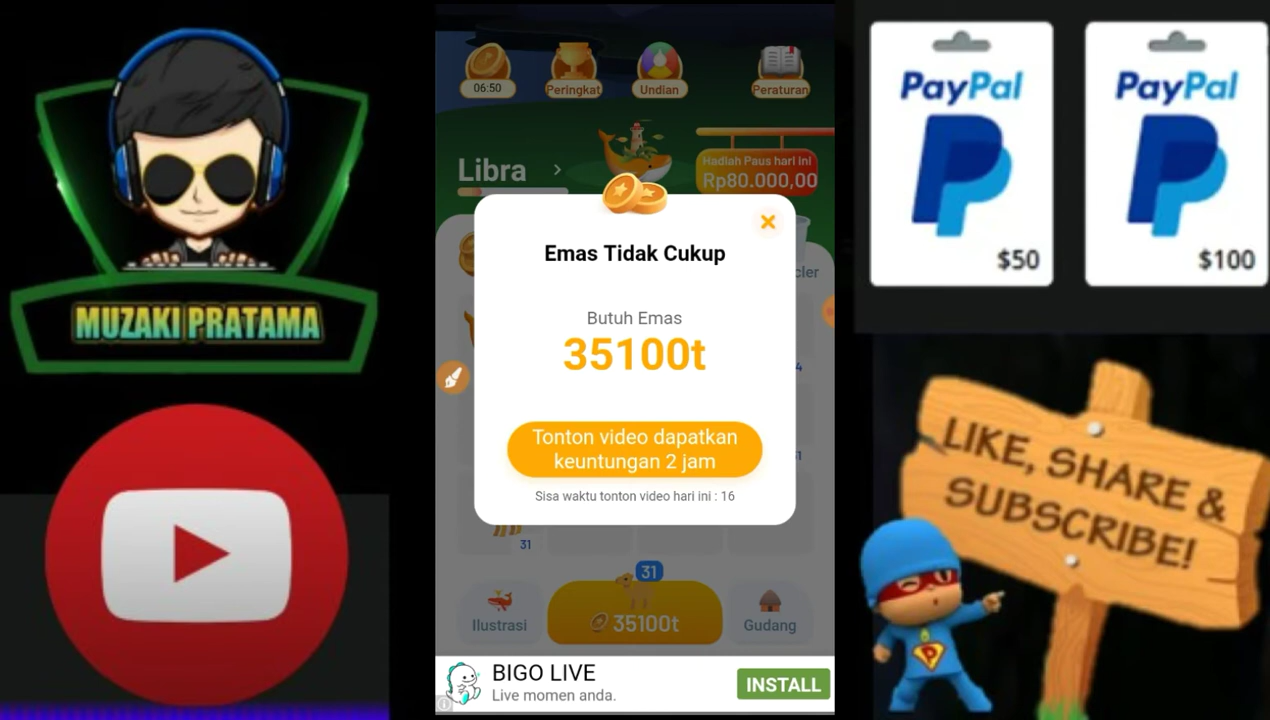 MUZAKI PRATAMA
06:50
Peringkat
Undian
Peraturan
Libra >
Hadiah Paus hari ini
Rp80.000,00
Emas Tidak Cukup
Butuh Emas
35100t
Tonton video dapatkan
keuntungan 2 jam
Sisa waktu tonton video hari ini : 16
31
31
Ilustrasi
35100t
Gudang
BIGO LIVE
Live momen anda.
INSTALL
PayPal
P
$50
PayPal
P
$100
LIKE, SHARE &
SUBSCRIBE!
P